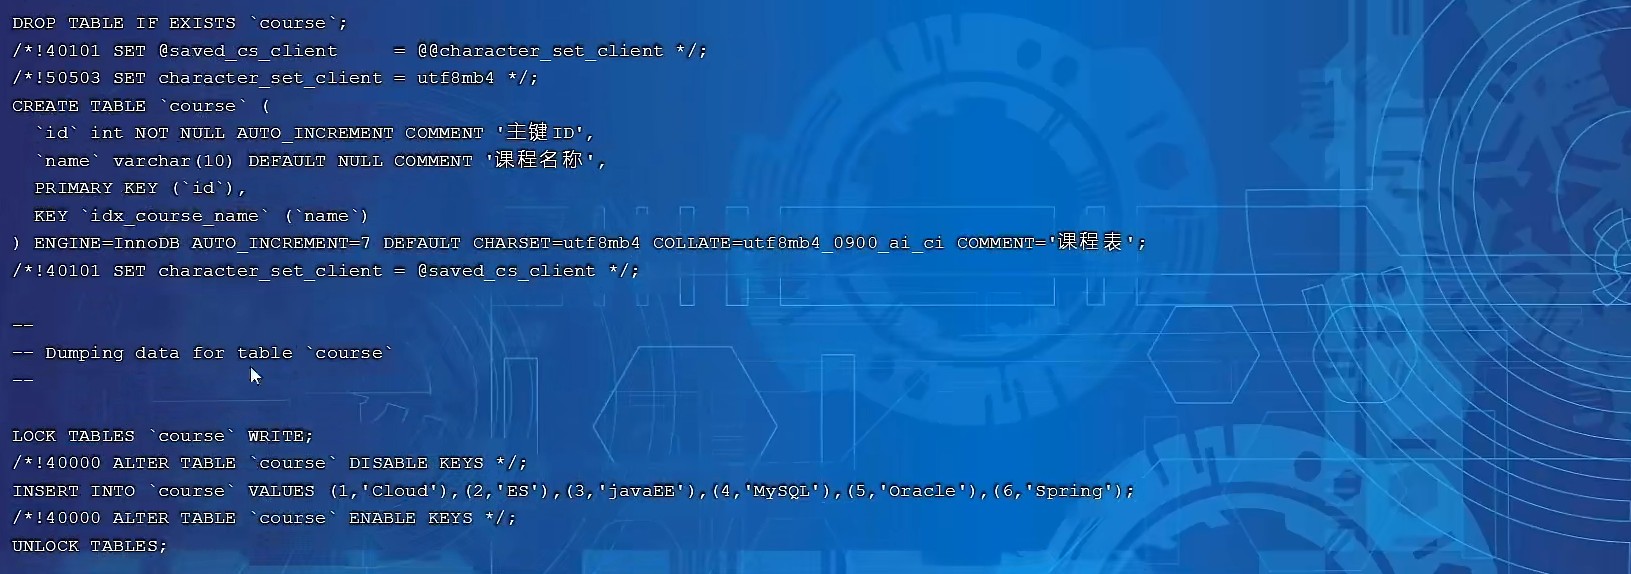 DROP TABLE IF EXISTS `course`;
/*!40101 SET @saved_cs_client     = @@character_set_client */;
/*!50503 SET character_set_client = utf8mb4 */;
CREATE TABLE `course` (
  `id` int NOT NULL AUTO_INCREMENT COMMENT '主键ID',
  `name` varchar(10) DEFAULT NULL COMMENT '课程名称',
  PRIMARY KEY (`id`),
  KEY `idx_course_name` (`name`)
) ENGINE=InnoDB AUTO_INCREMENT=7 DEFAULT CHARSET=utf8mb4 COLLATE=utf8mb4_0900_ai_ci COMMENT='课程表';
/*!40101 SET character_set_client = @saved_cs_client */;

--
-- Dumping data for table `course`
--

LOCK TABLES `course` WRITE;
/*!40000 ALTER TABLE `course` DISABLE KEYS */;
INSERT INTO `course` VALUES (1,'Cloud'),(2,'ES'),(3,'javaEE'),(4,'MySQL'),(5,'Oracle'),(6,'Spring');
/*!40000 ALTER TABLE `course` ENABLE KEYS */;
UNLOCK TABLES;